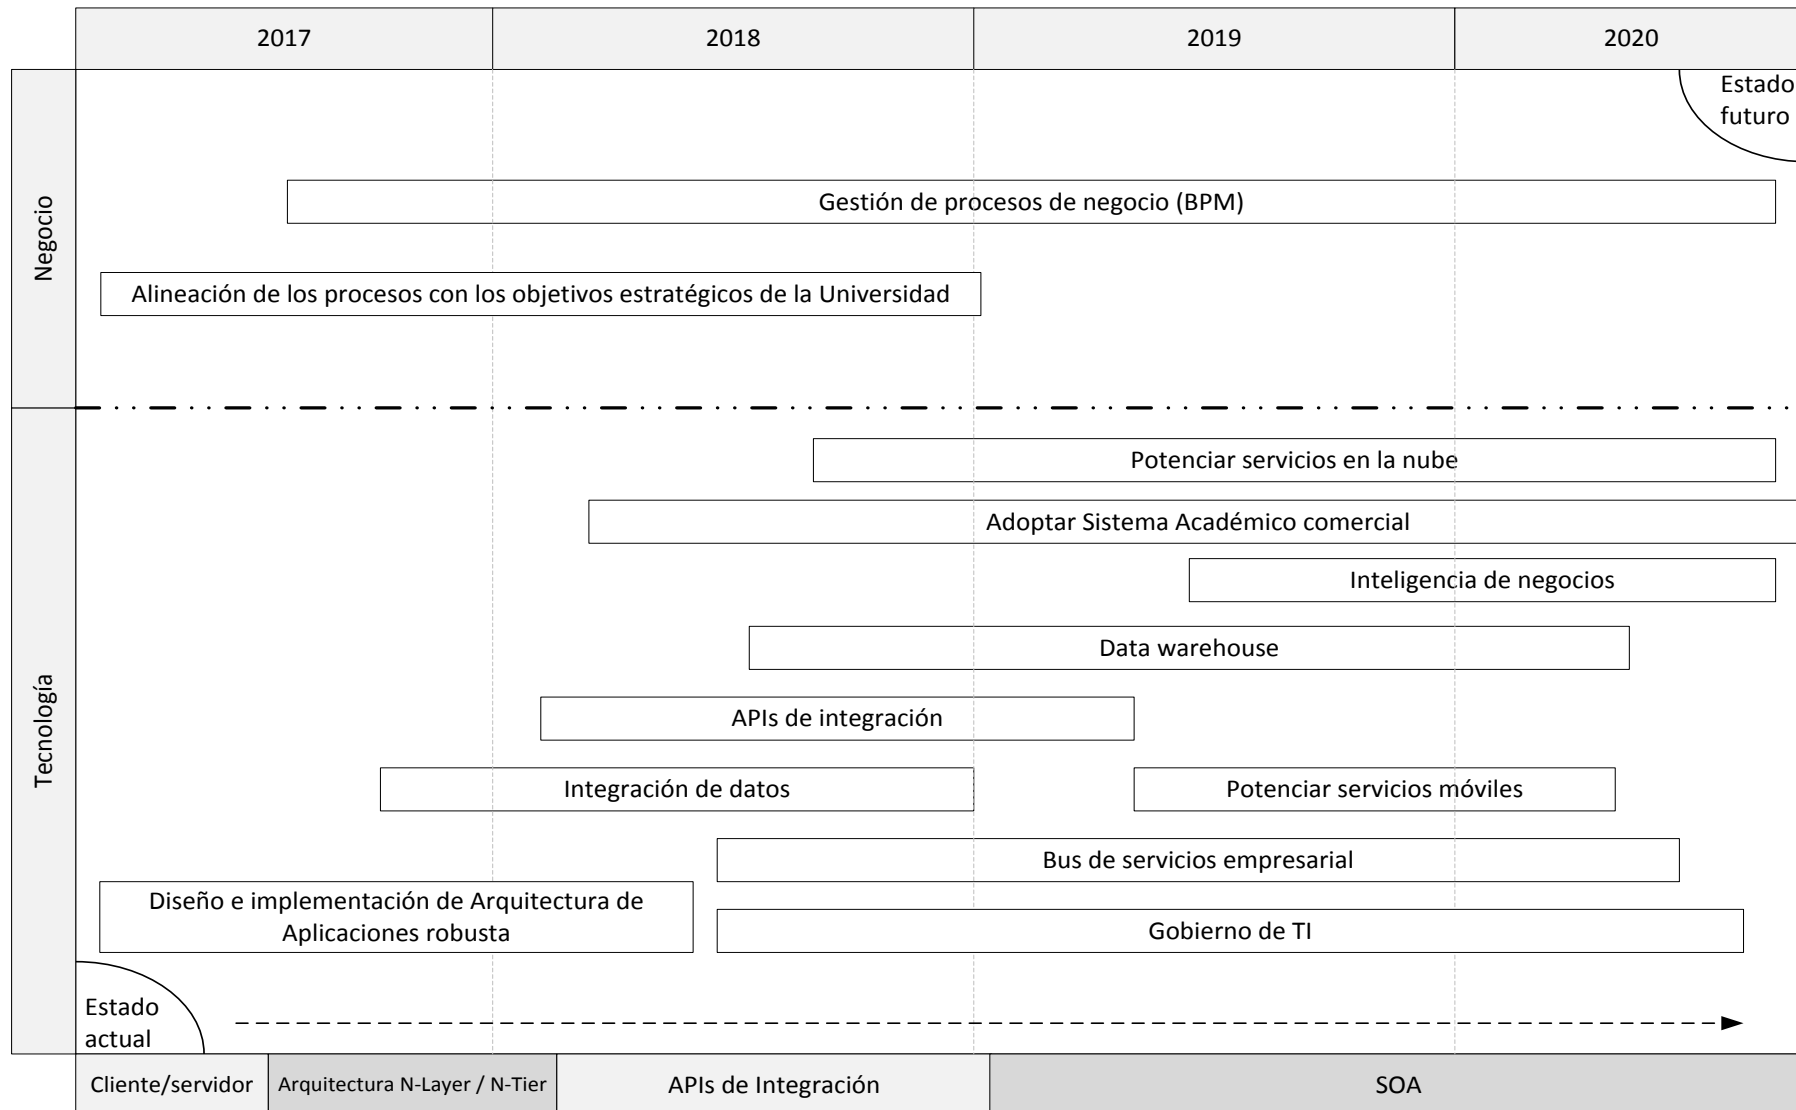 2017
2018
2019
2020
Estado
futuro
Negocio
Gestión de procesos de negocio (BPM)
Alineación de los procesos con los objetivos estratégicos de la Universidad
Tecnología
Potenciar servicios en la nube
Adoptar Sistema Académico comercial
Inteligencia de negocios
Data warehouse
APIs de integración
Integración de datos
Potenciar servicios móviles
Bus de servicios empresarial
Diseño e implementación de Arquitectura de
Aplicaciones robusta
Gobierno de TI
Estado
actual
Cliente/servidor
Arquitectura N-Layer / N-Tier
APIs de Integración
SOA